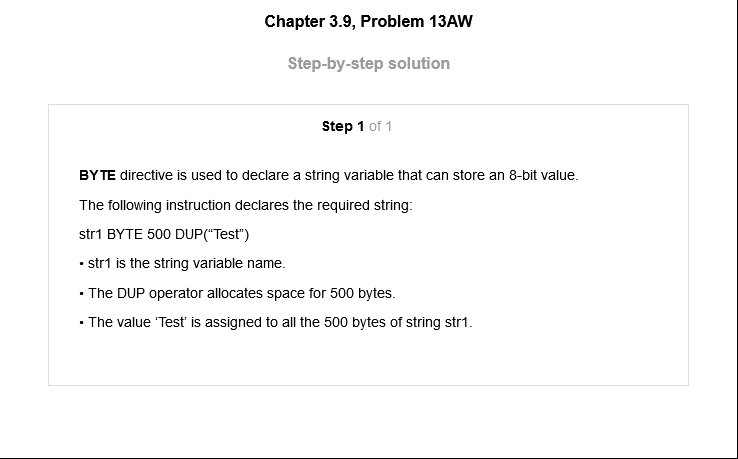 Chapter 3.9, Problem 13AW
Step-by-step solution
Step 1 of 1
BYTE directive is used to declare a string variable that can store an 8-bit value.
The following instruction declares the required string:
str1 BYTE 500 DUP(“Test”)
• str1 is the string variable name.
• The DUP operator allocates space for 500 bytes.
• The value ‘Test’ is assigned to all the 500 bytes of string str1.